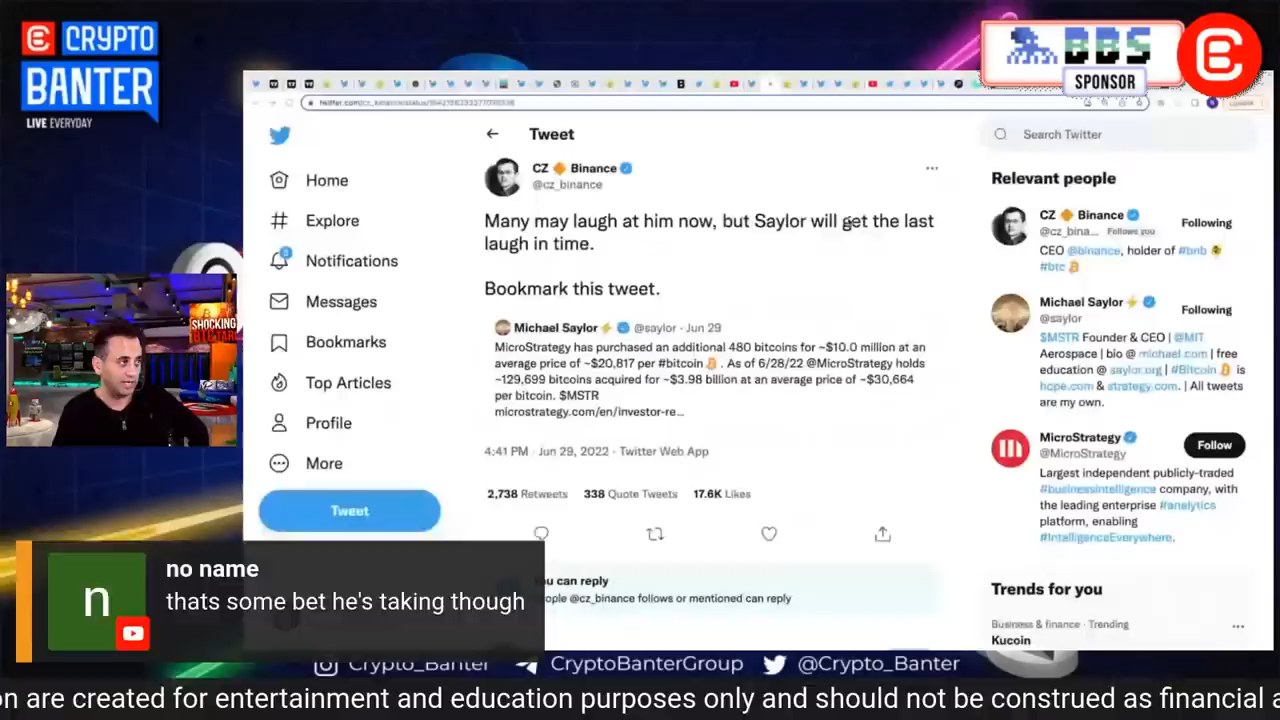 CRYPTO
BANTER
LIVE EVERYDAY
BBS
SPONSOR
Tweet
Search Twitter
Home
Explore
Notifications
Messages
Bookmarks
Top Articles
Profile
More
Tweet
CZ 🔶 Binance
@cz_binance
Many may laugh at him now, but Saylor will get the last
laugh in time.
Bookmark this tweet.
Michael Saylor⚡ @saylor · Jun 29
MicroStrategy has purchased an additional 480 bitcoins for ~$10.0 million at an
average price of ~$20,817 per #bitcoin. As of 6/28/22 @MicroStrategy holds
~129,699 bitcoins acquired for ~$3.98 billion at an average price of ~$30,664
per bitcoin. $MSTR
microstrategy.com/en/investor-re...
4:41 PM · Jun 29, 2022 · Twitter Web App
2,738 Retweets 338 Quote Tweets 17.6K Likes
ou can reply
eople @cz_binance follows or mentioned can reply
Relevant people
CZ 🔶 Binance
@cz_bina... Follows you
Following
CEO @binance, holder of #bnb
#btc
Michael Saylor⚡
@saylor
Following
$MSTR Founder & CEO | @MIT
Aerospace | bio @ michael.com | free
education @ saylor.org | #Bitcoin is
hope.com & strategy.com. | All tweets
are my own.
MicroStrategy
@MicroStrategy
Follow
Largest independent publicly-traded
#businessintelligence company, with
the leading enterprise #analytics
platform, enabling
#IntelligenceEverywhere.
Trends for you
Business & finance · Trending
Kucoin
SHOCKING
n
no name
thats some bet he's taking though
Crypto_Banter CryptoBanterGroup @Crypto_Banter
on are created for entertainment and education purposes only and should not be construed as financial a